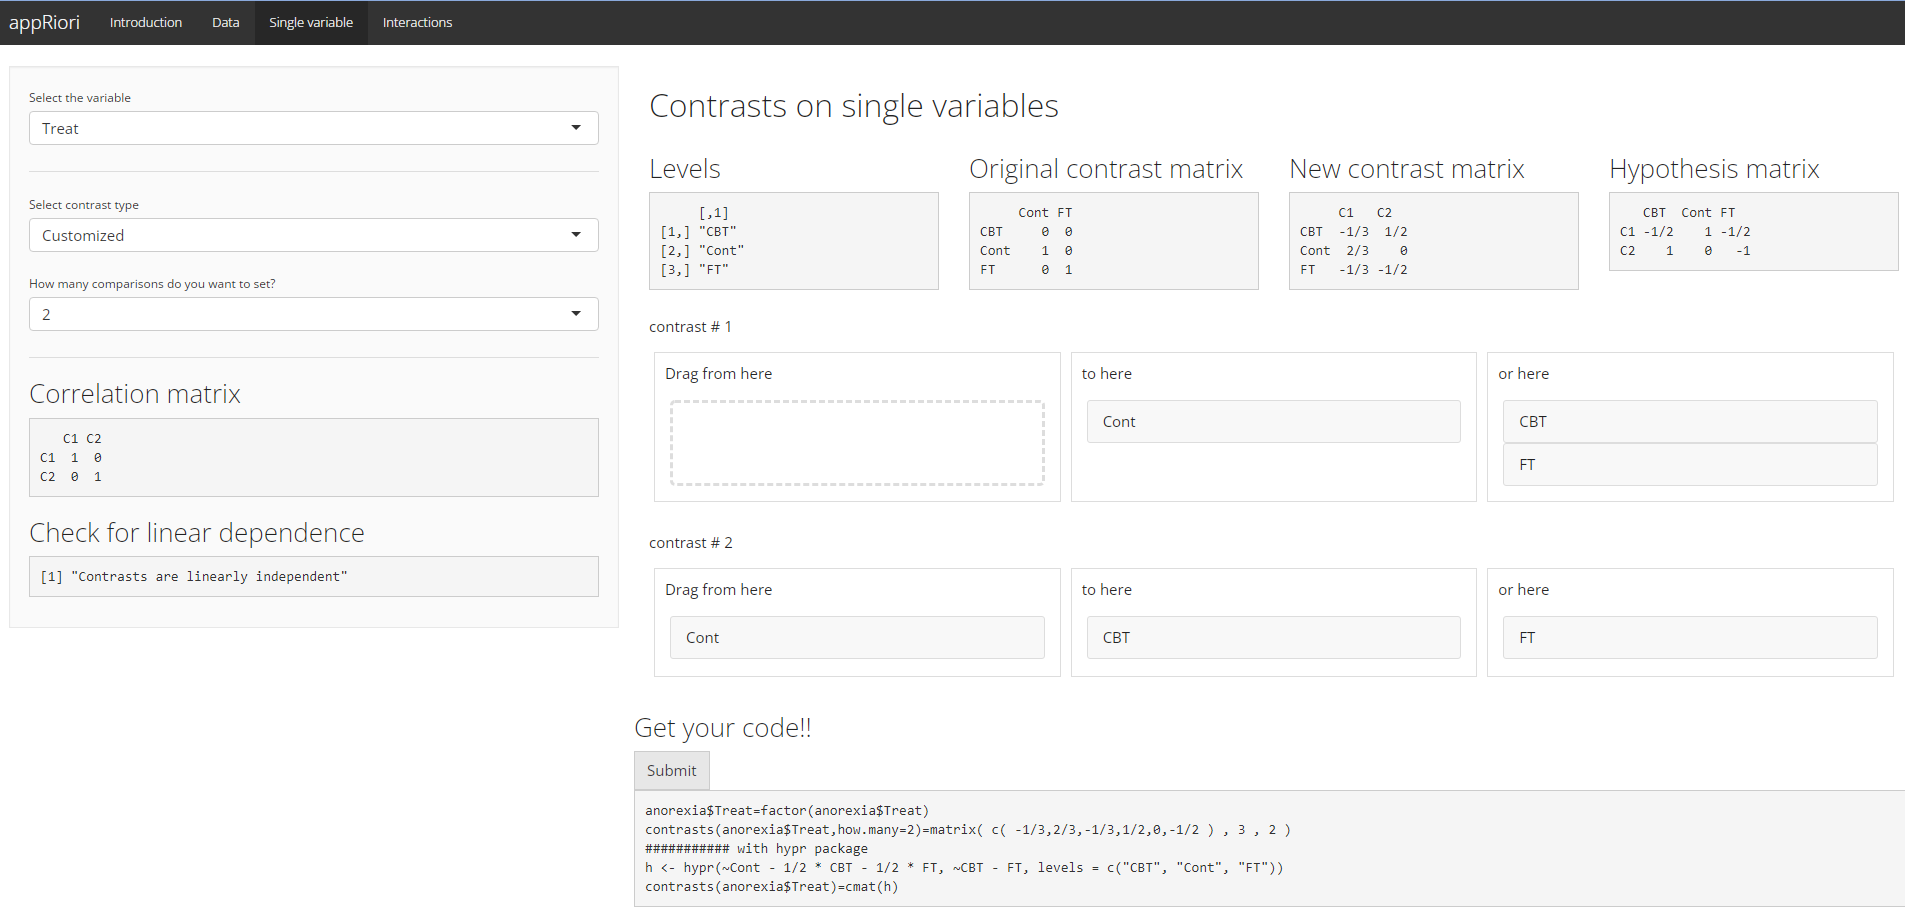 appRiori Introduction Data Single variable Interactions
Select the variable
Treat
Select contrast type
Customized
How many comparisons do you want to set?
2
Correlation matrix
C1 C2
C1 1 0
C2 0 1
Check for linear dependence
[1] "Contrasts are linearly independent"
Contrasts on single variables
Levels
[,1]
[1,] "CBT"
[2,] "Cont"
[3,] "FT"
Original contrast matrix
Cont FT
CBT 0 0
Cont 1 0
FT 0 1
New contrast matrix
C1 C2
CBT -1/3 1/2
Cont 2/3 0
FT -1/3 -1/2
Hypothesis matrix
CBT Cont FT
C1 -1/2 1 -1/2
C2 1 0 -1
contrast # 1
Drag from here
to here
Cont
or here
CBT
FT
contrast # 2
Drag from here
Cont
to here
CBT
or here
FT
Get your code!!
Submit
anorexia$Treat=factor(anorexia$Treat)
contrasts(anorexia$Treat,how.many=2)=matrix( c( -1/3,2/3,-1/3,1/2,0,-1/2 ) , 3 , 2 )
########### with hypr package
h <- hypr(~Cont - 1/2 * CBT - 1/2 * FT, ~CBT - FT, levels = c("CBT", "Cont", "FT"))
contrasts(anorexia$Treat)=cmat(h)